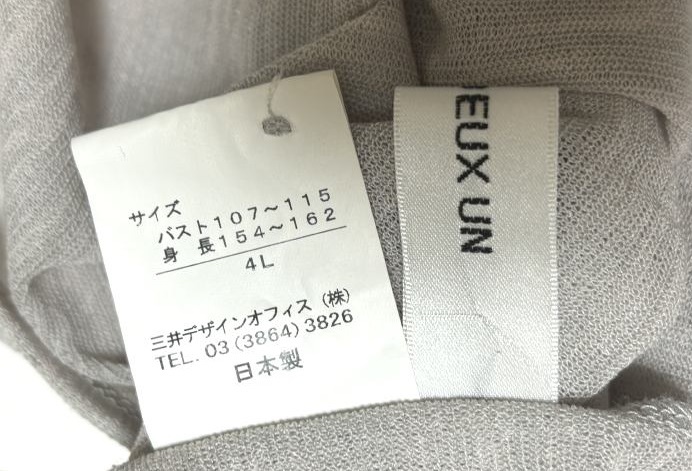 サイズ
バスト107〜115
身　長154〜162
4L
三井デザインオフィス（株）
TEL. 03 (3864) 3826
日本製
DEUX UN